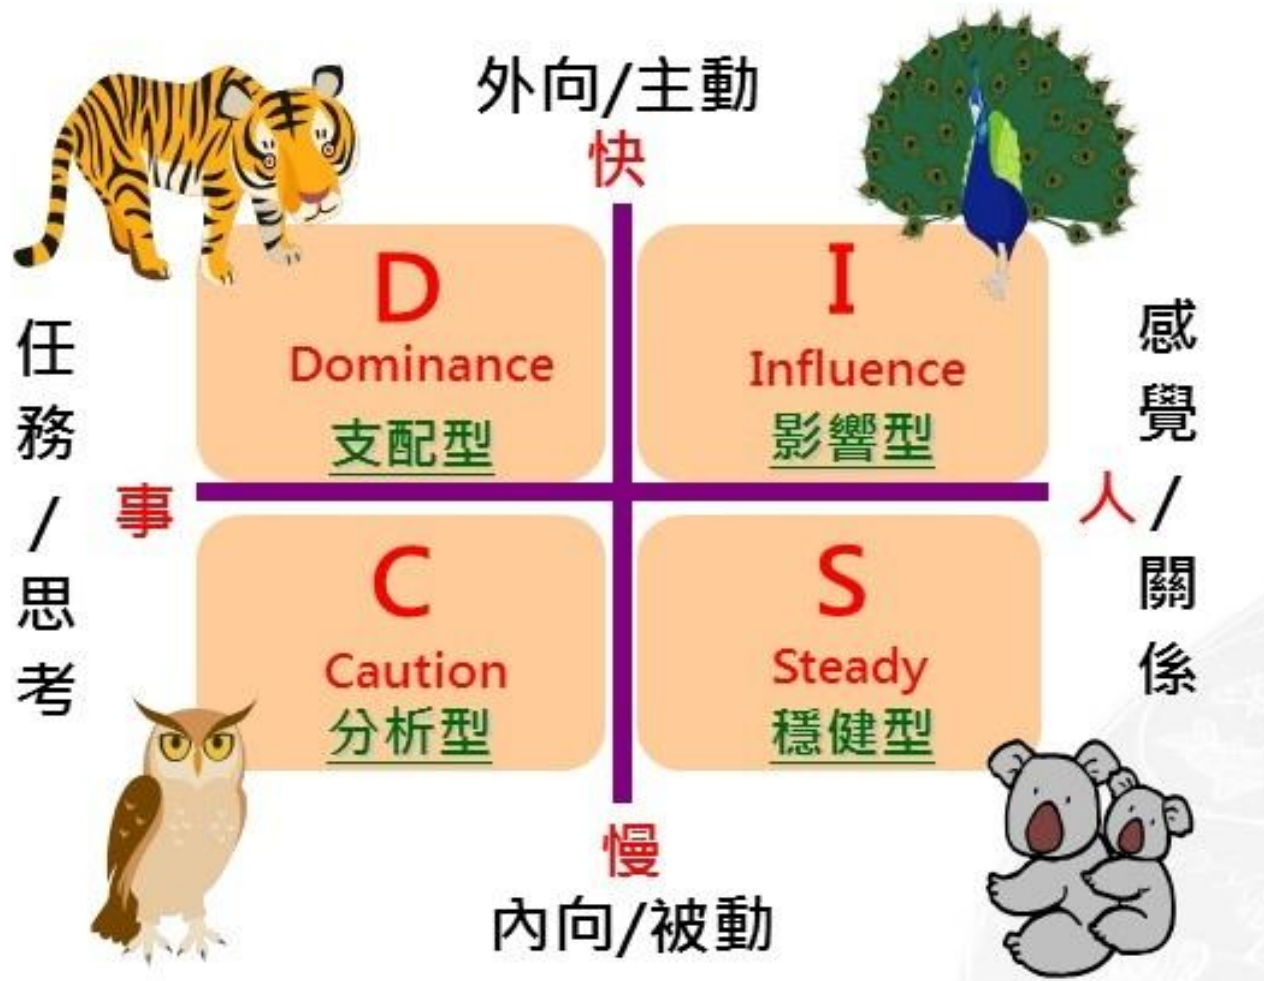 外向/主動
快
D
Dominance
支配型
I
Influence
影響型
任務/思考
事
人
感覺/關係
C
Caution
分析型
S
Steady
穩健型
慢
內向/被動